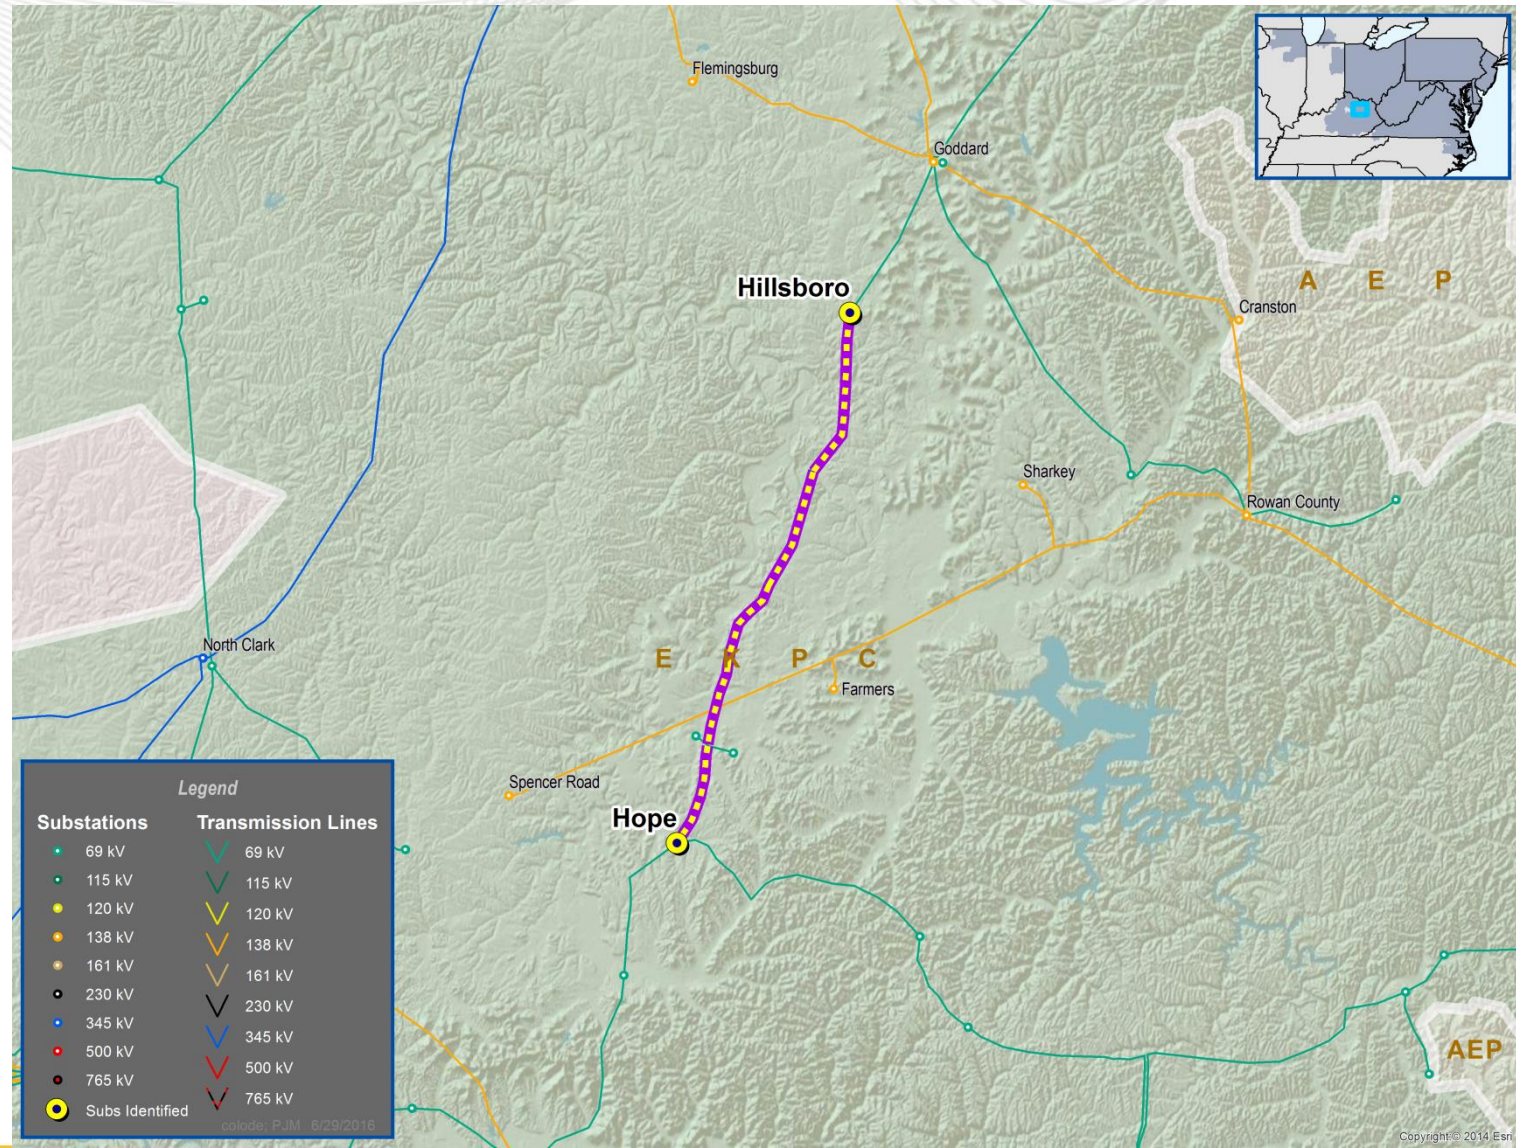 Flemingsburg
Goddard
Hillsboro
A E P
Cranston
Sharkey
Rowan County
North Clark
E K P C
Farmers
Spencer Road
Hope
Legend
Substations
69 kV
115 kV
120 kV
138 kV
161 kV
230 kV
345 kV
500 kV
765 kV
Subs Identified
Transmission Lines
69 kV
115 kV
120 kV
138 kV
161 kV
230 kV
345 kV
500 kV
765 kV
colode; PJM 6/29/2016
AEP
Copyright:© 2014 Esri